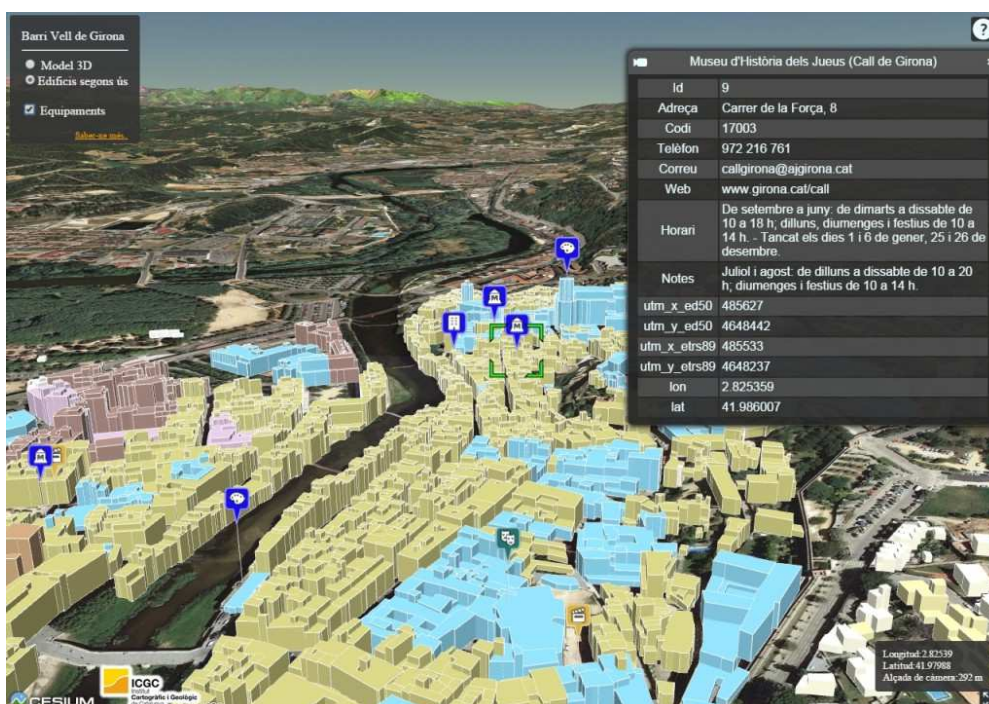 Barri Vell de Girona
Model 3D
Edificis segons ús
Equipaments
Saber-ne més.
?
Museu d'Història dels Jueus (Call de Girona)
Id 9
Adreça Carrer de la Força, 8
Codi 17003
Telèfon 972 216 761
Correu callgirona@ajgirona.cat
Web www.girona.cat/call
Horari De setembre a juny: de dimarts a dissabte de
10 a 18 h; dilluns, diumenges i festius de 10 a
14 h. - Tancat els dies 1 i 6 de gener, 25 i 26 de
desembre.
Notes Juliol i agost: de dilluns a dissabte de 10 a 20
h; diumenges i festius de 10 a 14 h.
utm_x_ed50 485627
utm_y_ed50 4648442
utm_x_etrs89 485533
utm_y_etrs89 4648237
lon 2.825359
lat 41.986007
Longitud:2.82539
Latitud:41.97988
Alçada de càmera:292 m
CESIUM
ICGC
Institut
Cartogràfic i Geològic
de Catalunya